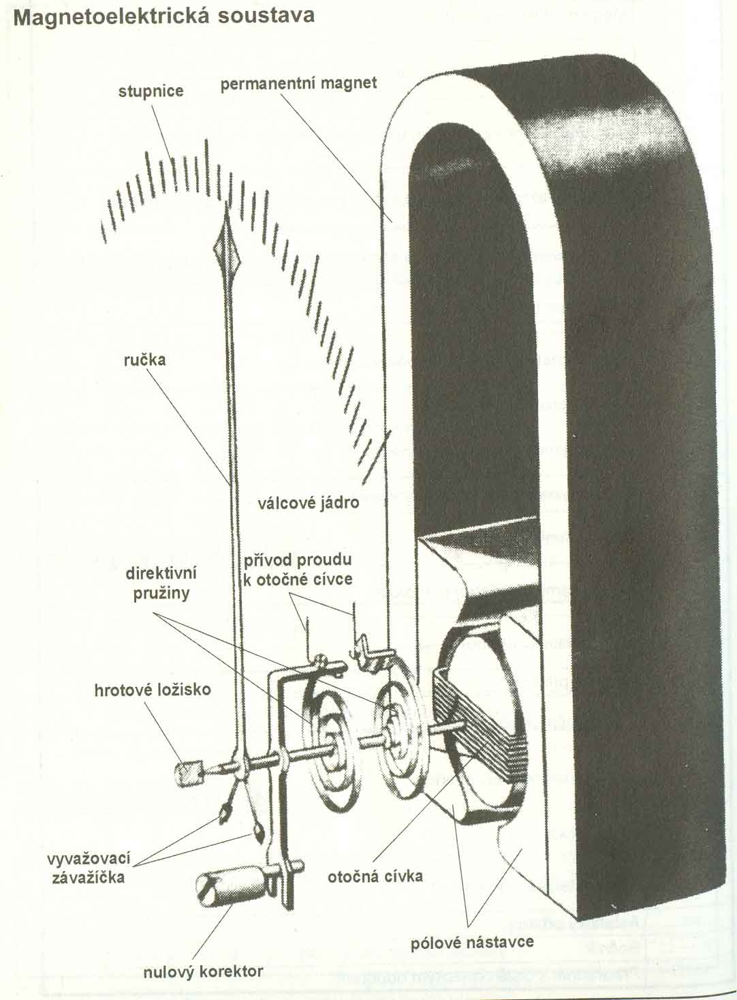 Magnetoelektrická soustava
stupnice
permanentní magnet
ručka
válcové jádro
přívod proudu
k otočné cívce
direktivní
pružiny
hrotové ložisko
vyvažovací
závažíčka
otočná cívka
pólové nástavce
nulový korektor